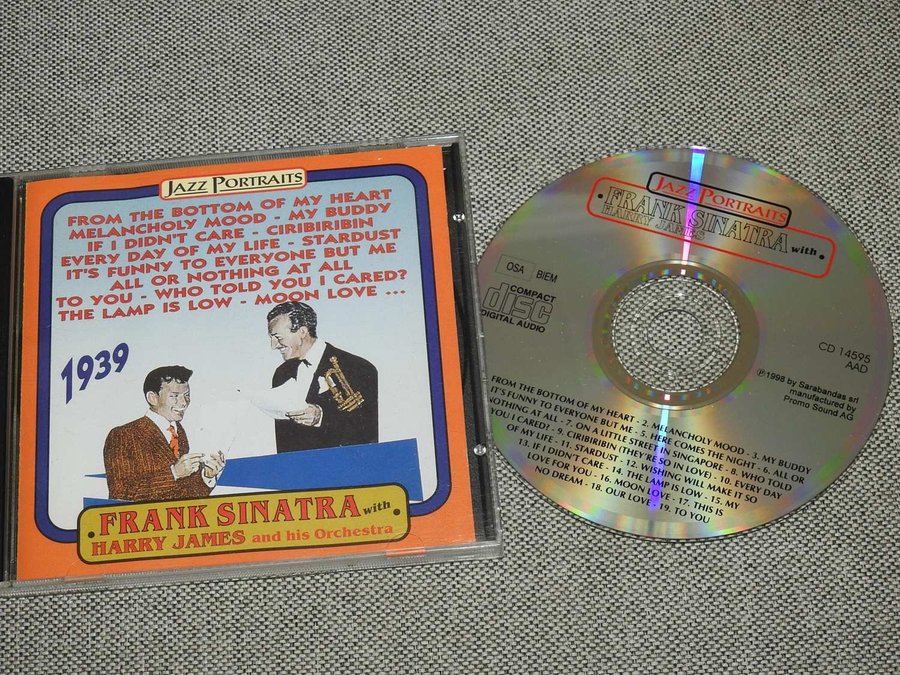 JAZZ PORTRAITS
FROM THE BOTTOM OF MY HEART
MELANCHOLY MOOD - MY BUDDY
IF I DIDN'T CARE - CIRIBIRIBIN
EVERY DAY OF MY LIFE - STARDUST
IT'S FUNNY TO EVERYONE BUT ME
ALL OR NOTHING AT ALL
TO YOU - WHO TOLD YOU I CARED?
THE LAMP IS LOW - MOON LOVE ...
1939
FRANK SINATRA with
HARRY JAMES and his Orchestra
JAZZ PORTRAITS
FRANK SINATRA with
HARRY JAMES
OSA BIEM
COMPACT
disc
DIGITAL AUDIO
CD 14595
AAD
℗ 1998 by Sarabandas srl
manufactured by
Promo Sound AG
FROM THE BOTTOM OF MY HEART - 2. MELANCHOLY MOOD - 3. MY BUDDY
IT'S FUNNY TO EVERYONE BUT ME - 5. HERE COMES THE NIGHT - 6. ALL OR
NOTHING AT ALL - 7. ON A LITTLE STREET IN SINGAPORE - 8. WHO TOLD
YOU I CARED? - 9. CIRIBIRIBIN (THEY'RE SO IN LOVE) - 10. EVERY DAY
OF MY LIFE - 11. STARDUST - 12. WISHING WILL MAKE IT SO
13. IF I DIDN'T CARE - 14. THE LAMP IS LOW - 15. MY
LOVE FOR YOU - 16. MOON LOVE - 17. THIS IS
NO DREAM - 18. OUR LOVE - 19. TO YOU